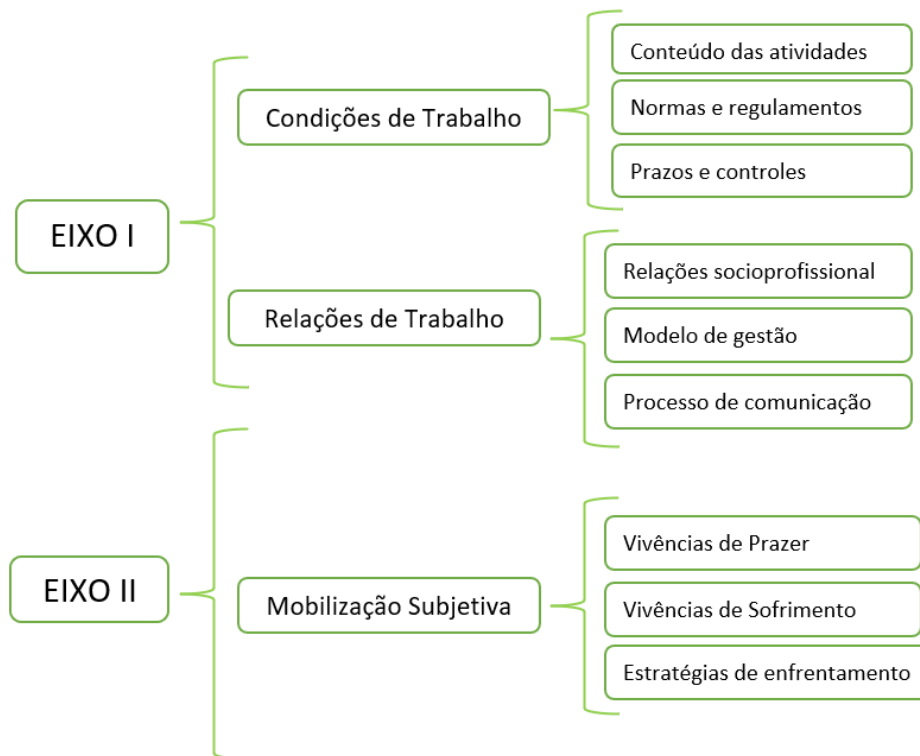 EIXO I
Condições de Trabalho
Conteúdo das atividades
Normas e regulamentos
Prazos e controles
Relações de Trabalho
Relações socioprofissional
Modelo de gestão
Processo de comunicação
EIXO II
Mobilização Subjetiva
Vivências de Prazer
Vivências de Sofrimento
Estratégias de enfrentamento